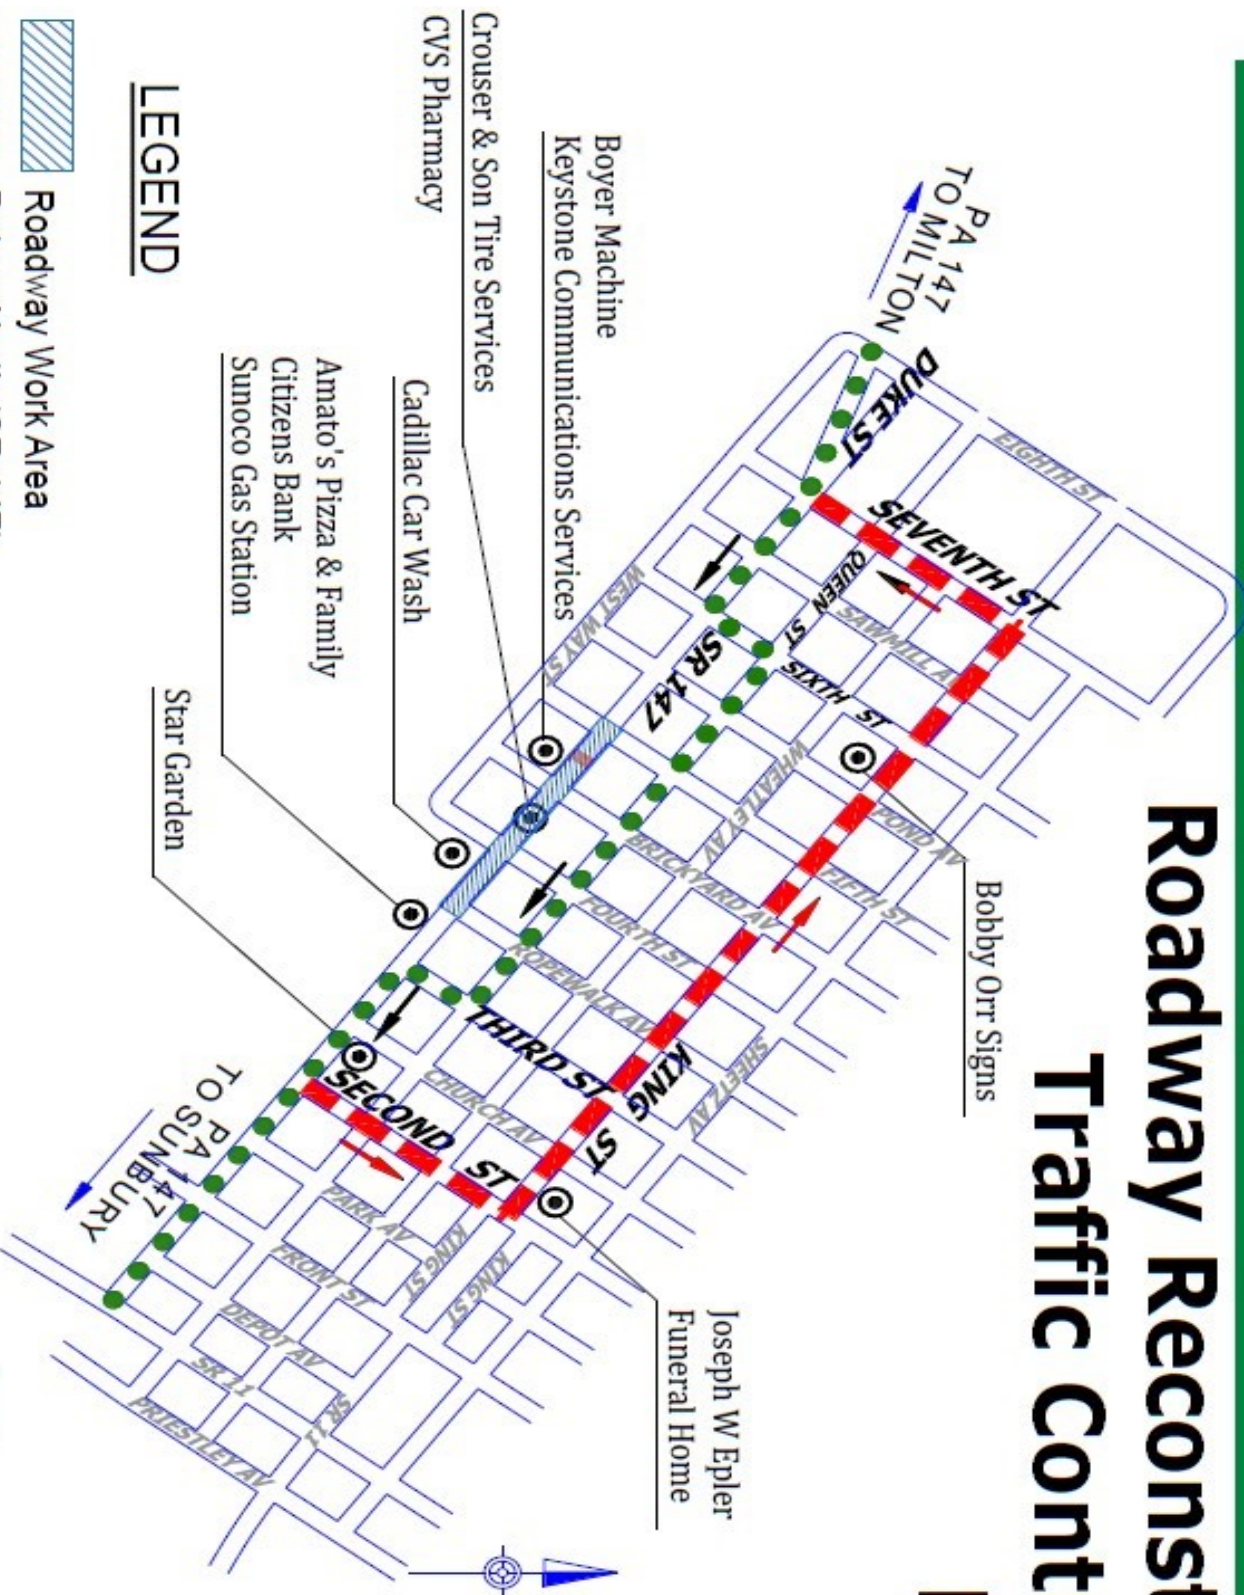 Roadway Reconst
Traffic Cont
PA 147
TO MILTON
DUKE ST
EIGHTH ST
SEVENTH ST
QUEEN ST
SAWMILL A
SIXTH ST
SR 147
WEST WAY ST
WHEATLEY AV
POND AV
FIFTH ST
BRICKYARD AV
FOURTH ST
ROPEWALK AV
THIRD ST
KING ST
SHEETZ AV
CHURCH AV
SECOND ST
PARK AV
KING ST
KING ST
FRONT ST
DEPOT AV
SR 11
SR 11
PRIESTLEY AV
TO PA 147
TO SUNBURY
Bobby Orr Signs
Joseph W Epler
Funeral Home
Boyer Machine
Keystone Communications Services
Crouser & Son Tire Services
CVS Pharmacy
Cadillac Car Wash
Amato's Pizza & Family
Citizens Bank
Sunoco Gas Station
Star Garden
LEGEND
Roadway Work Area